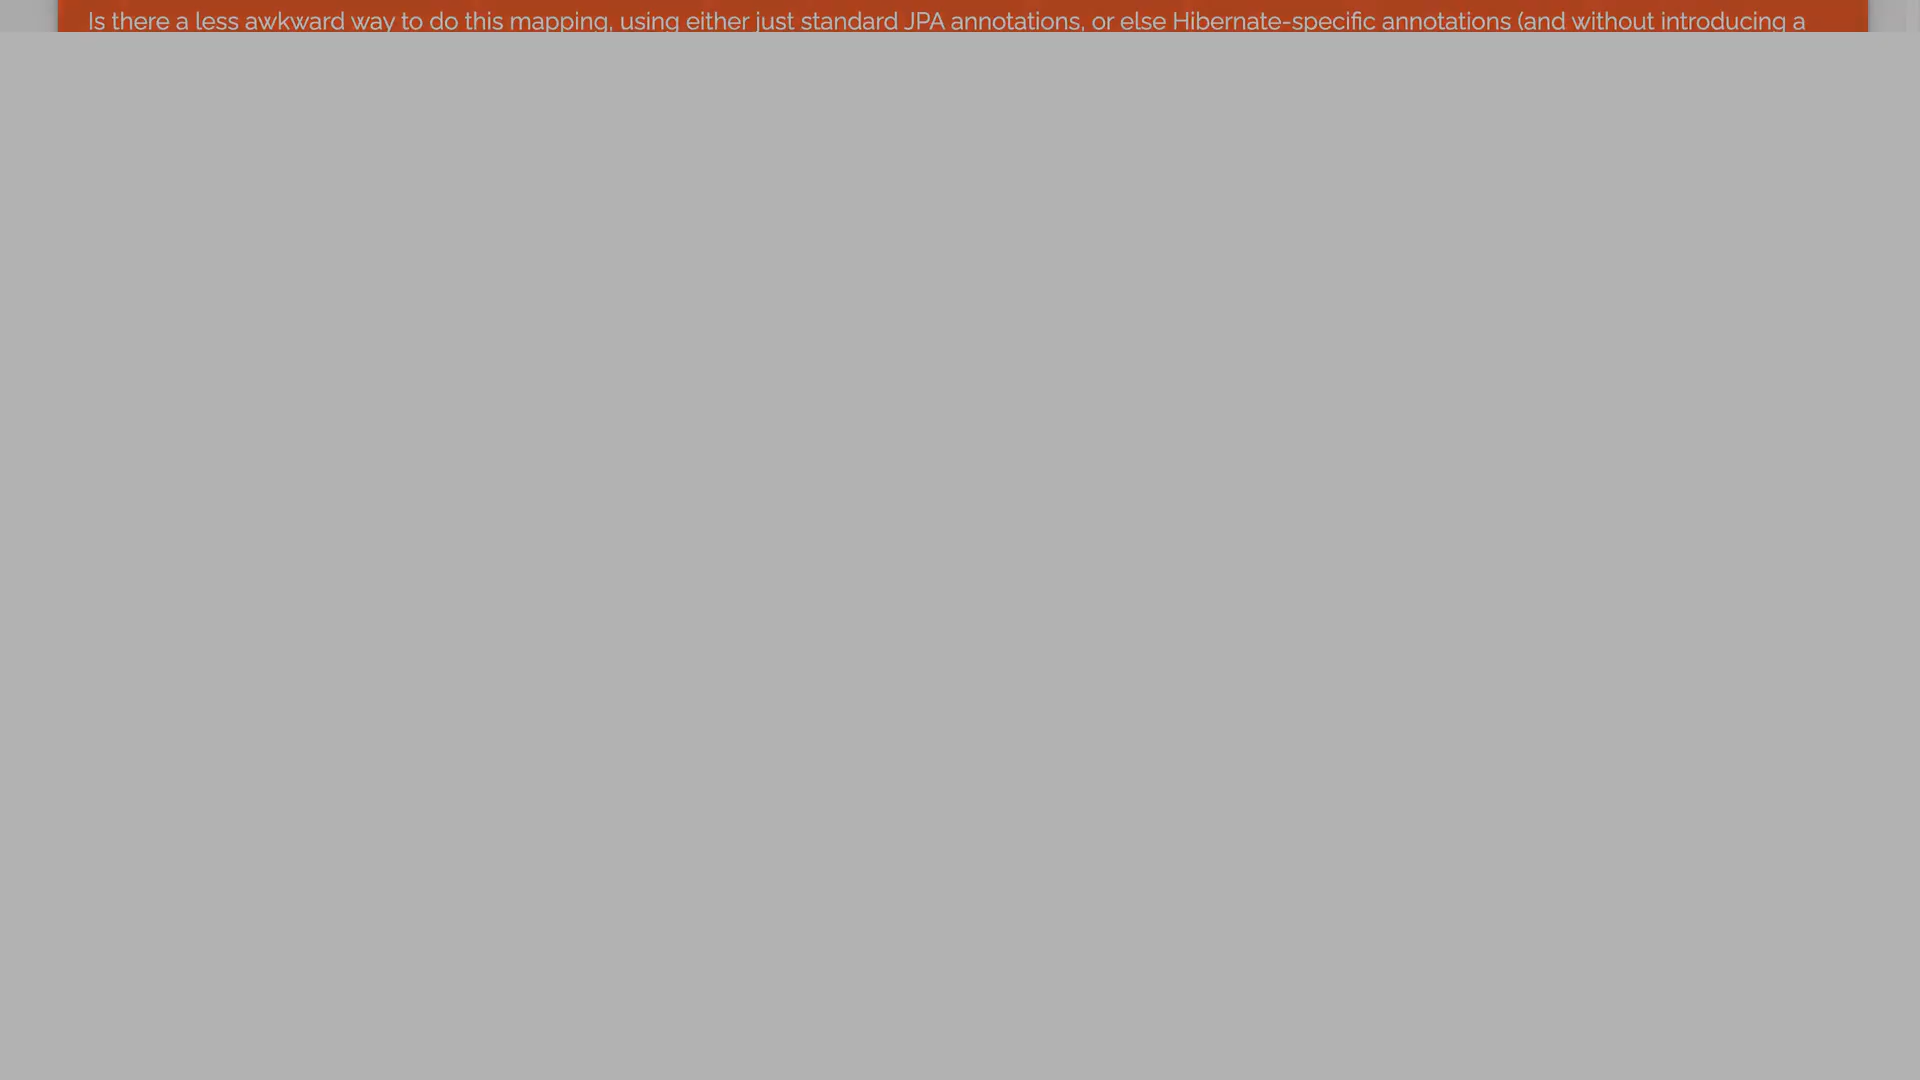 Is there a less awkward way to do this mapping, using either just standard JPA annotations, or else Hibernate-specific annotations (and without introducing a